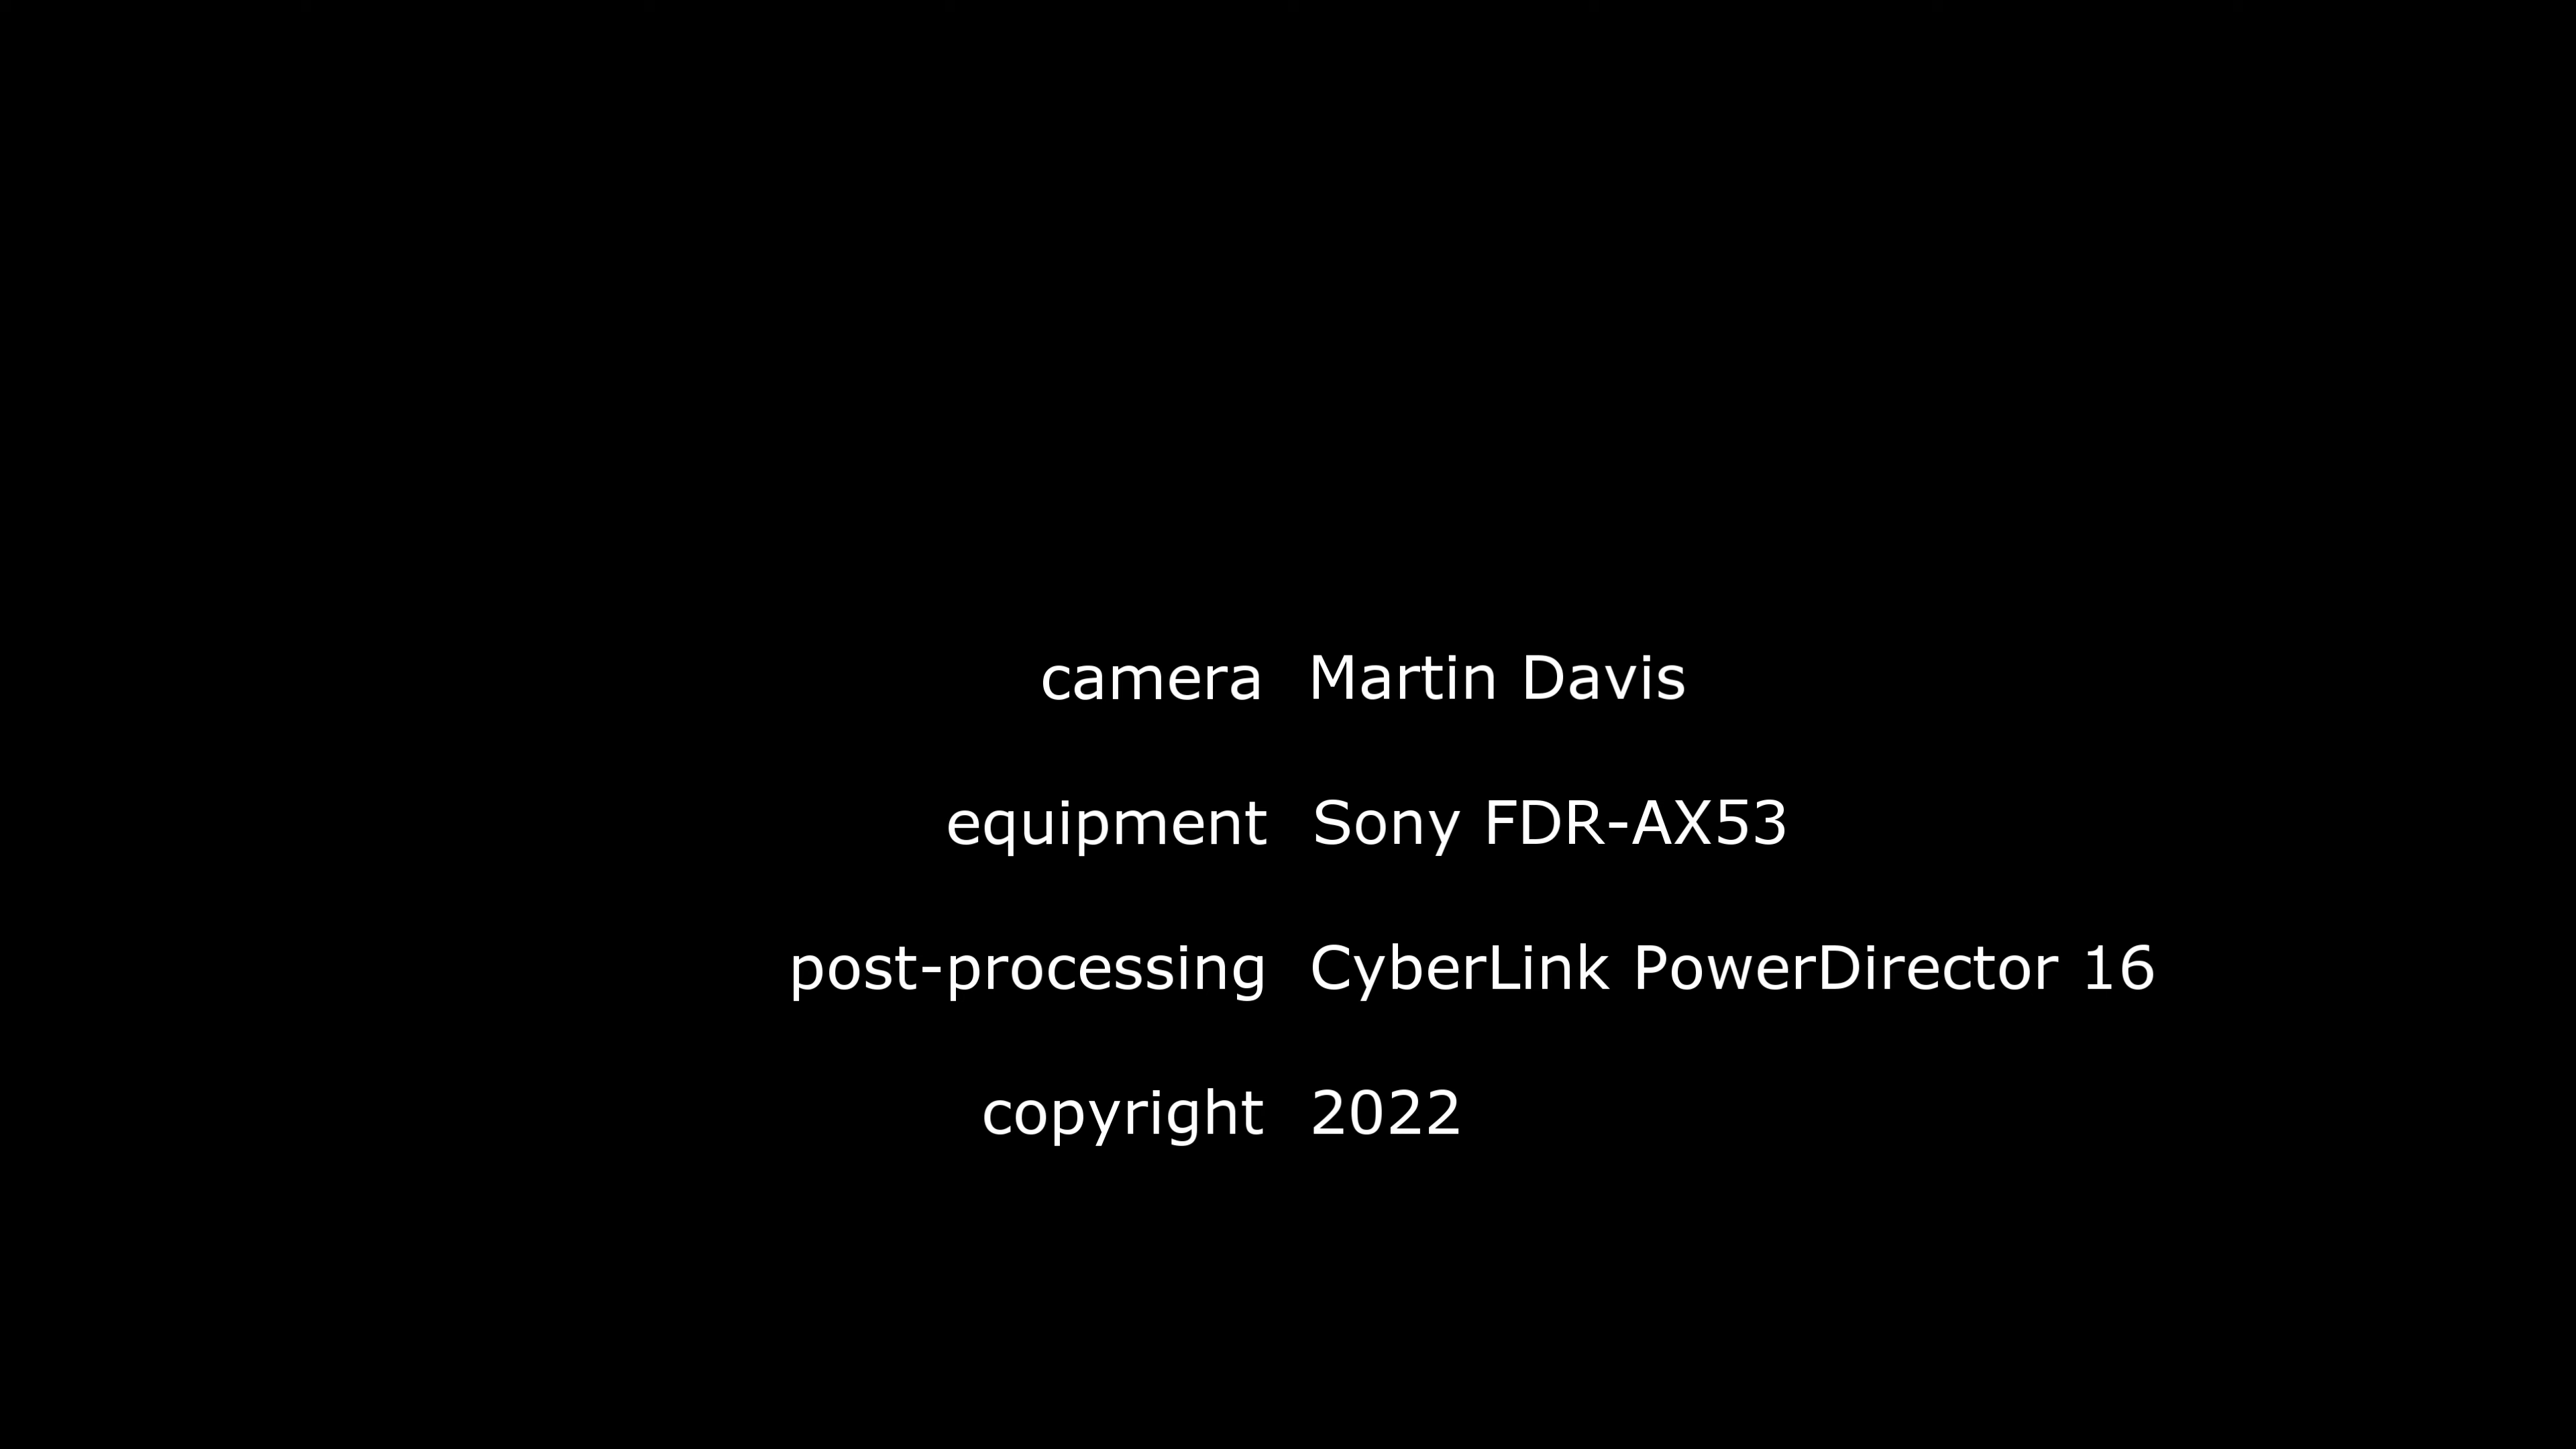 camera Martin Davis
equipment Sony FDR-AX53
post-processing CyberLink PowerDirector 16
copyright 2022